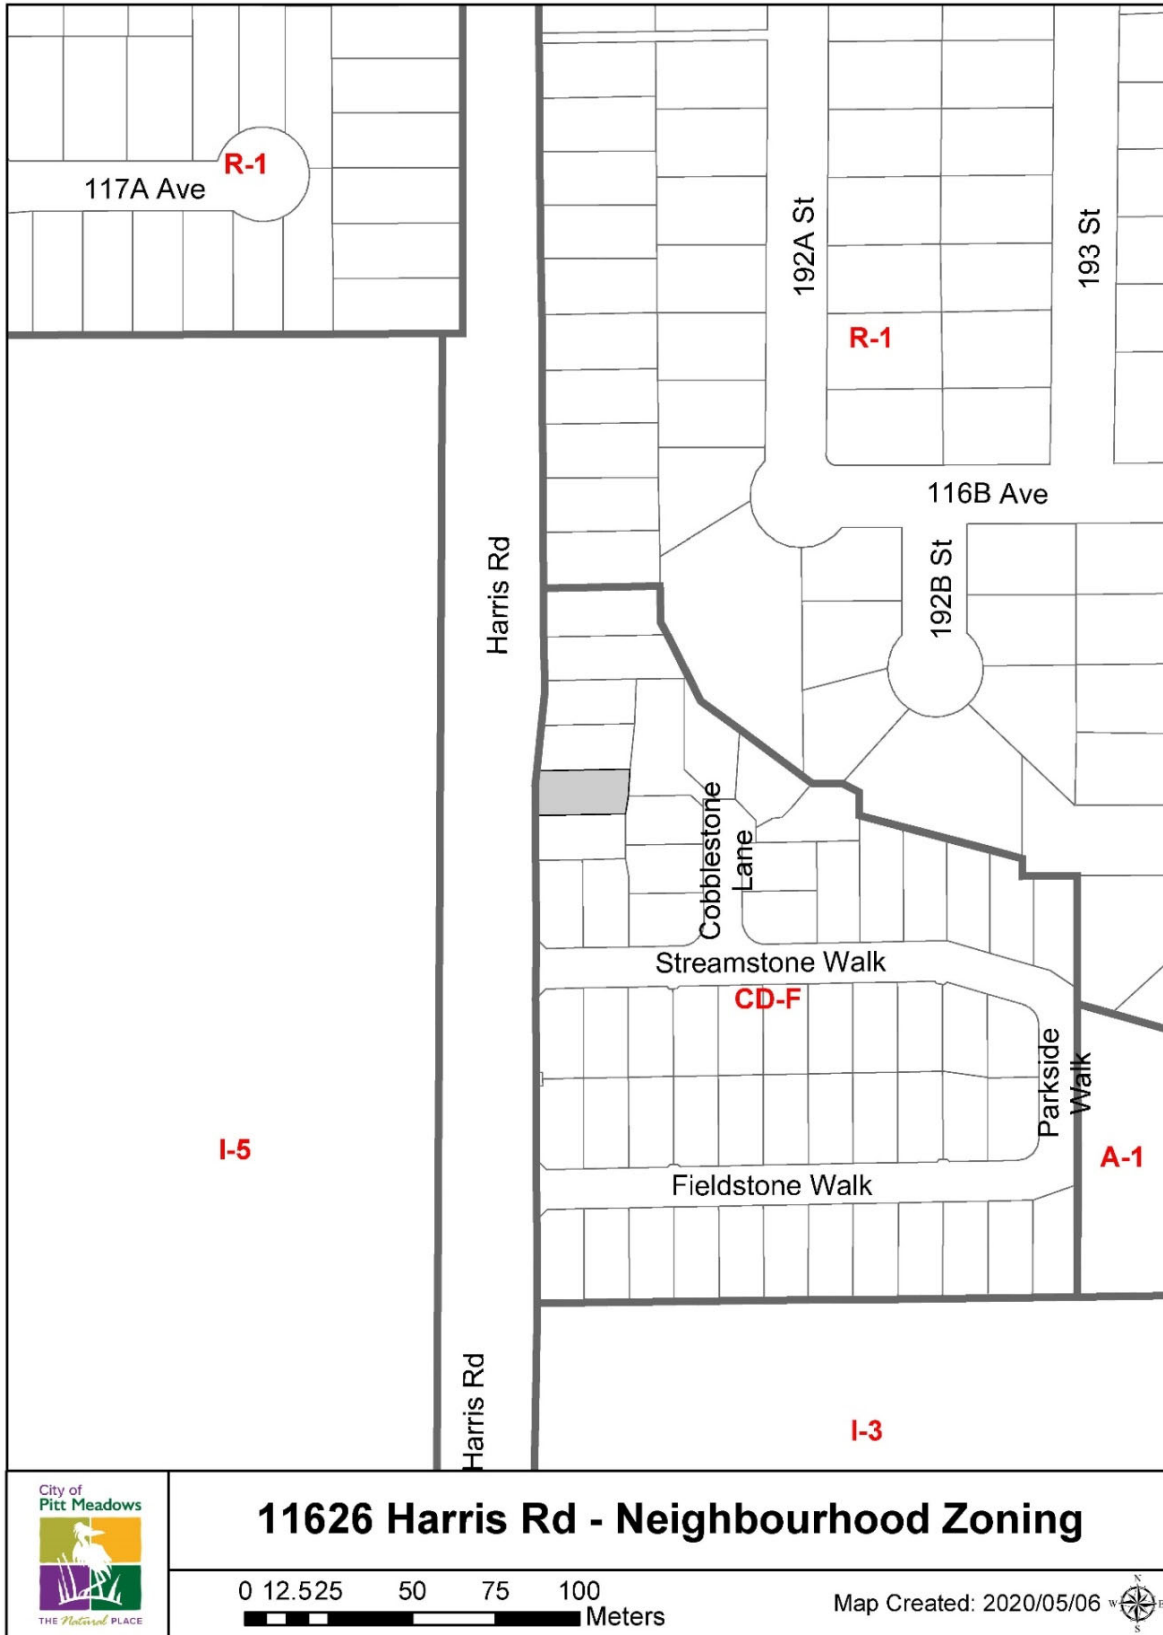 R-1
117A Ave
192A St
193 St
R-1
116B Ave
Harris Rd
192B St
Cobblestone
Lane
Streamstone Walk
CD-F
Parkside
Walk
I-5
A-1
Fieldstone Walk
Harris Rd
I-3
City of
Pitt Meadows
THE Natural PLACE
11626 Harris Rd - Neighbourhood Zoning
0 12.5 25 50 75 100
Meters
Map Created: 2020/05/06
N
W E
S